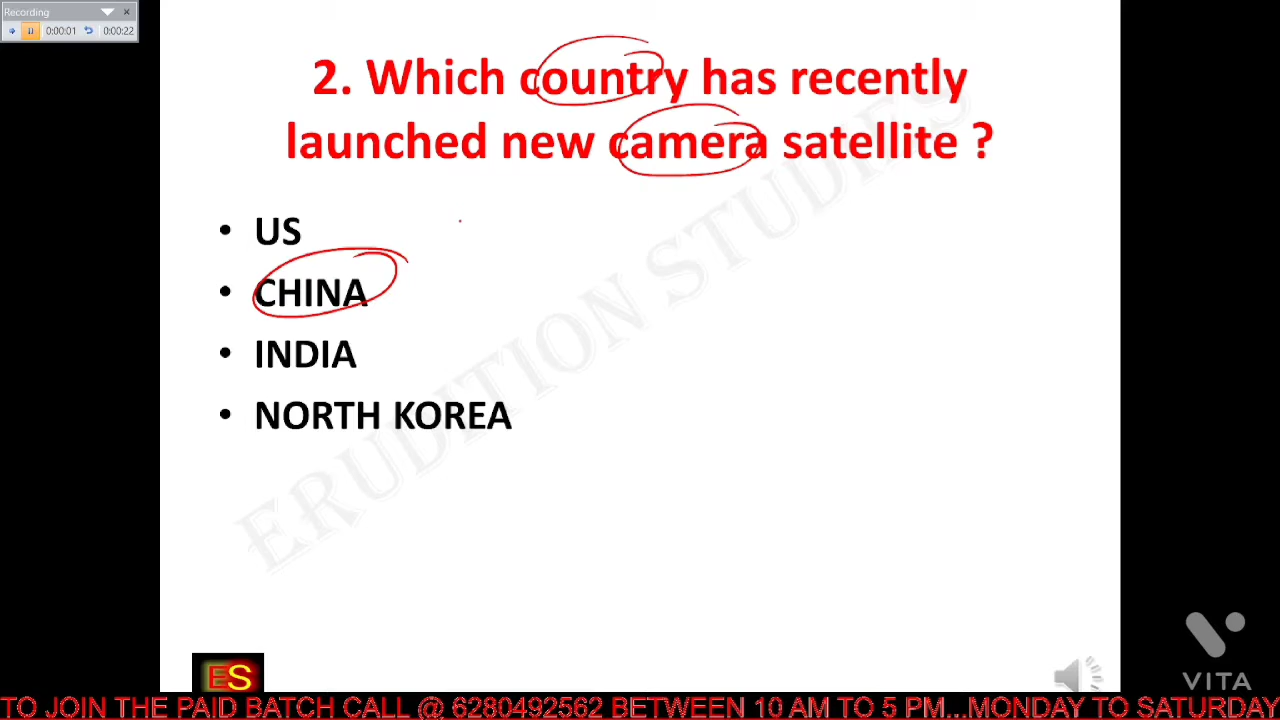 Recording
0:00:01 0:00:22
2. Which country has recently
launched new camera satellite ?
• US
• CHINA
• INDIA
• NORTH KOREA
ERUDITION STUDIES
ES
VITA
TO JOIN THE PAID BATCH CALL @ 6280492562 BETWEEN 10 AM TO 5 PM...MONDAY TO SATURDAY